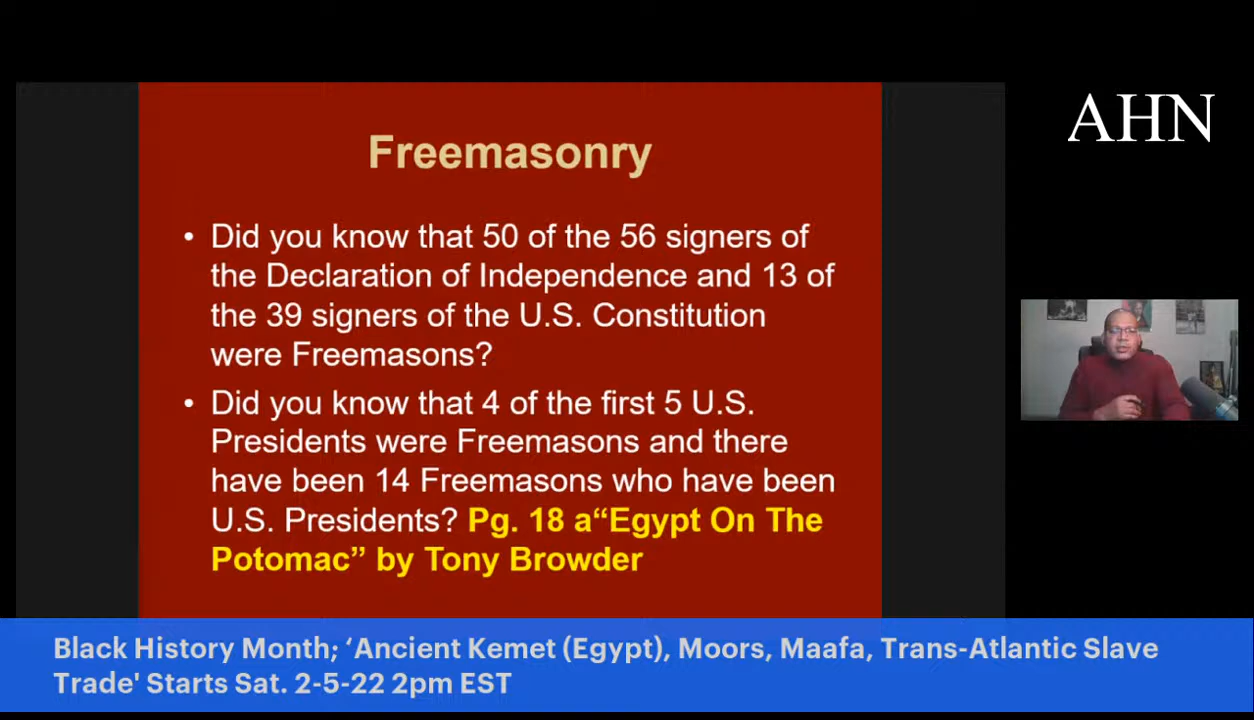 AHN
Freemasonry
• Did you know that 50 of the 56 signers of
the Declaration of Independence and 13 of
the 39 signers of the U.S. Constitution
were Freemasons?
• Did you know that 4 of the first 5 U.S.
Presidents were Freemasons and there
have been 14 Freemasons who have been
U.S. Presidents? Pg. 18 a“Egypt On The
Potomac” by Tony Browder
Black History Month; ‘Ancient Kemet (Egypt), Moors, Maafa, Trans-Atlantic Slave
Trade' Starts Sat. 2-5-22 2pm EST